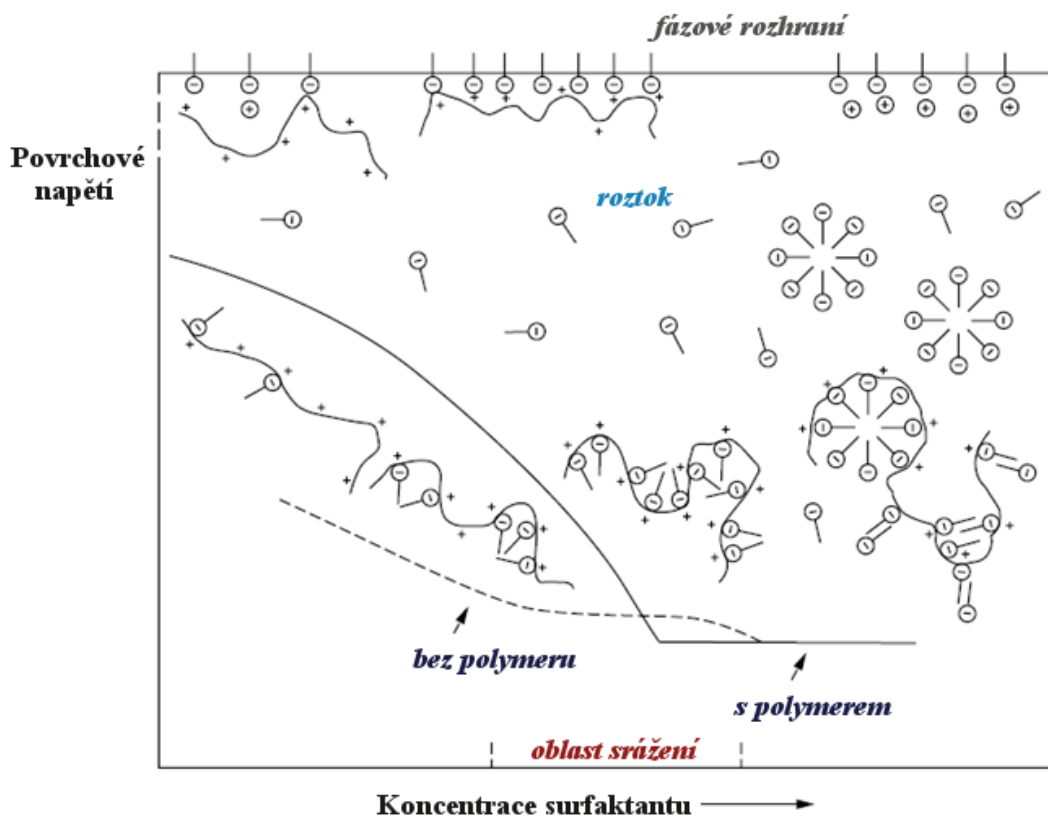 fázové rozhraní
Povrchové
napětí
roztok
bez polymeru
s polymerem
oblast srážení
Koncentrace surfaktantu